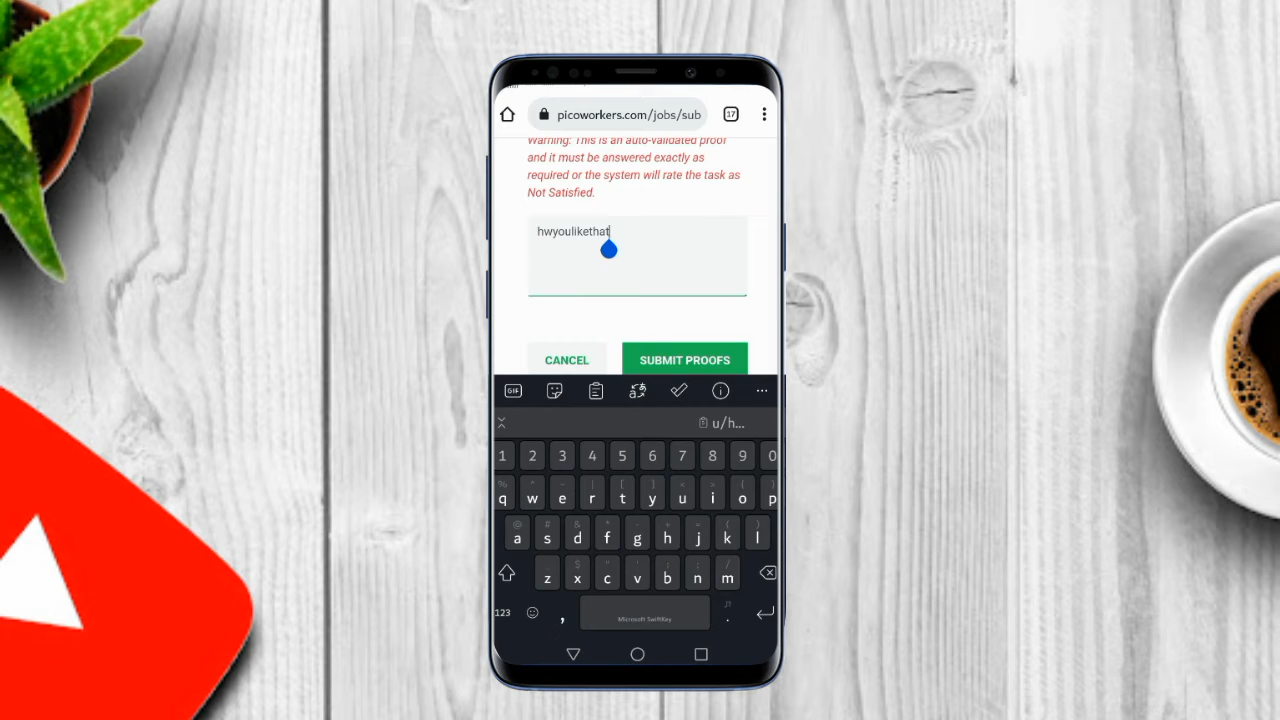 17
picoworkers.com/jobs/sub
Warning: This is an auto-validated proof
and it must be answered exactly as
required or the system will rate the task as
Not Satisfied.
hwyoulikethat
CANCEL
SUBMIT PROOFS
GIF
u/h...
1 2 3 4 5 6 7 8 9 0
q w e r t y u i o p
a s d f g h j k l
z x c v b n m
123 , .
Microsoft SwiftKey